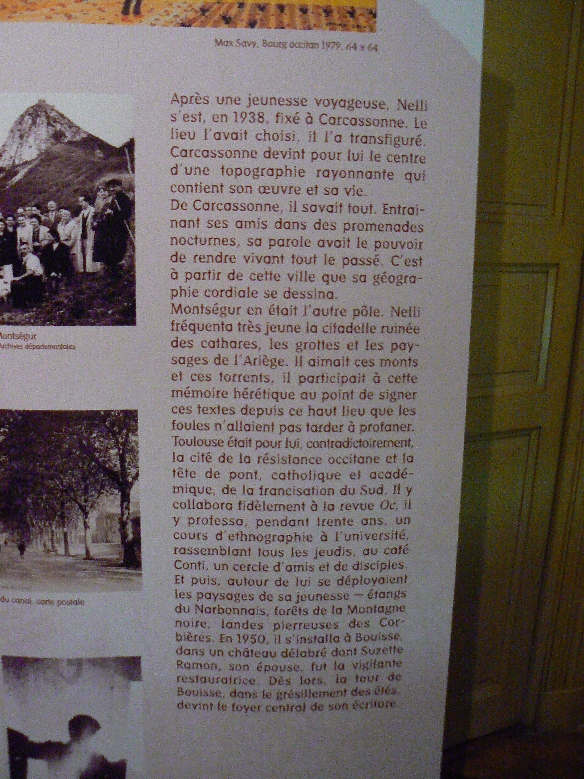 Max Savy, Bourg occitan 1979, 64 x 64
Après une jeunesse voyageuse, Nelli
s'est, en 1938, fixé à Carcassonne. Le
lieu l'avait choisi, il l'a transfiguré.
Carcassonne devint pour lui le centre
d'une topographie rayonnante qui
contient son œuvre et sa vie.
De Carcassonne, il savait tout. Entraî-
nant ses amis dans des promenades
nocturnes, sa parole avait le pouvoir
de rendre vivant tout le passé. C'est
à partir de cette ville que sa géogra-
phie cordiale se dessina.
Montségur en était l'autre pôle. Nelli
fréquenta très jeune la citadelle ruinée
des cathares, les grottes et les pay-
sages de l'Ariège. Il aimait ces monts
et ces torrents, il participait à cette
mémoire hérétique au point de signer
ces textes depuis ce haut lieu que les
foules n'allaient pas tarder à profaner.
Toulouse était pour lui, contradictoirement,
la cité de la résistance occitane et la
tête de pont, catholique et acadé-
mique, de la francisation du Sud. Il y
collabora fidèlement à la revue Oc, il
y professa, pendant trente ans, un
cours d'ethnographie à l'université,
rassemblant tous les jeudis, au café
Conti, un cercle d'amis et de disciples.
Et puis, autour de lui se déployaient
les paysages de sa jeunesse – étangs
du Narbonnais, forêts de la Montagne
noire, landes pierreuses des Cor-
bières. En 1950, il s'installa à Bouisse,
dans un château délabré dont Suzette
Ramon, son épouse, fut la vigilante
restauratrice. Dès lors, la tour de
Bouisse, dans le grésillement des étés,
devint le foyer central de son écriture.
Montségur
Archives départementales
du canal, carte postale